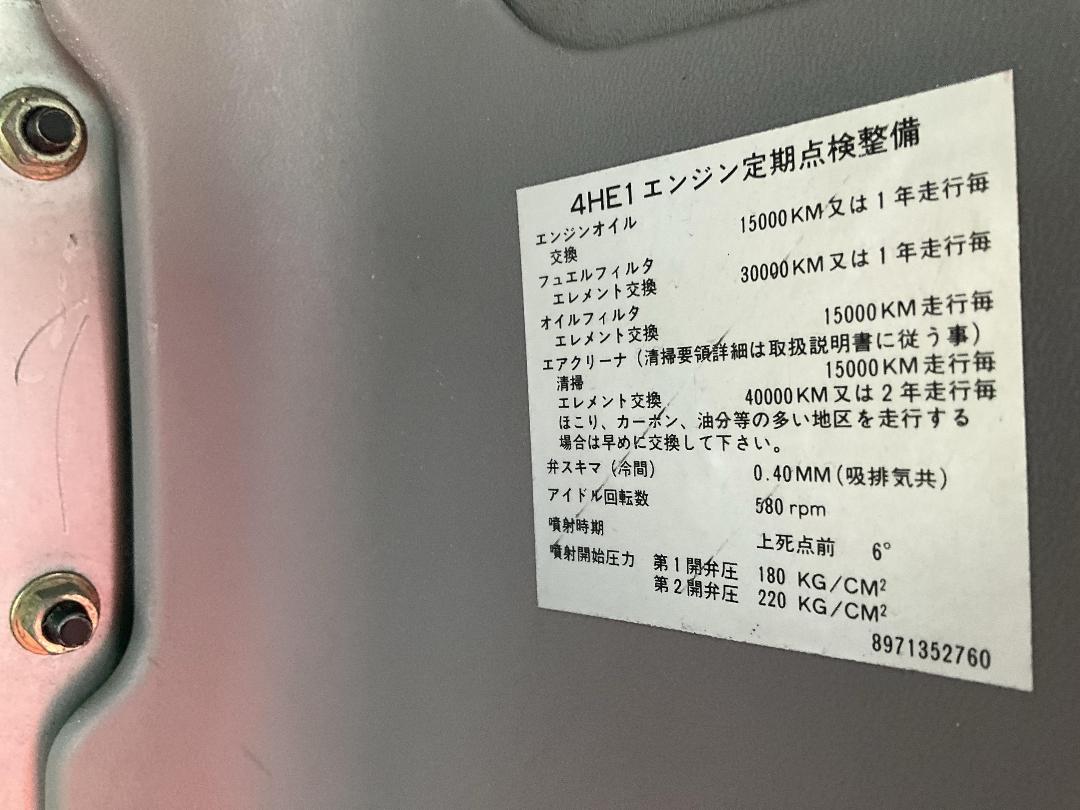 4HE1エンジン定期点検整備
エンジンオイル
交換 15000KM又は1年走行毎
フュエルフィルタ
エレメント交換 30000KM又は1年走行毎
オイルフィルタ
エレメント交換 15000KM走行毎
エアクリーナ(清掃要領詳細は取扱説明書に従う事)
清掃 15000KM走行毎
エレメント交換 40000KM又は2年走行毎
ほこり、カーボン、油分等の多い地区を走行する
場合は早めに交換して下さい。
弁スキマ(冷間) 0.40MM(吸排気共)
アイドル回転数 580rpm
噴射時期 上死点前 6°
噴射開始圧力 第1開弁圧 180 KG/CM²
第2開弁圧 220 KG/CM²
8971352760